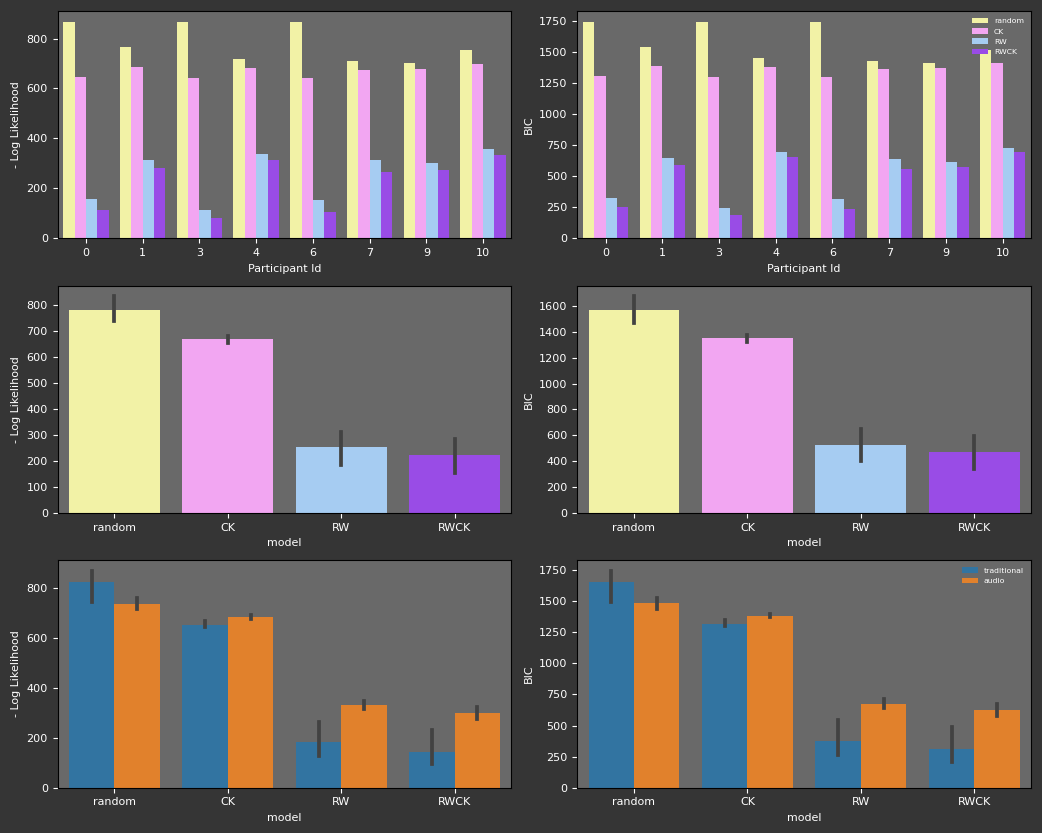 800
600
400
200
0
- Log Likelihood
0 1 3 4 6 7 9 10
Participant Id
1750
1500
1250
1000
750
500
250
0
BIC
random
CK
RW
RWCK
0 1 3 4 6 7 9 10
Participant Id
800
700
600
500
400
300
200
100
0
- Log Likelihood
random CK RW RWCK
model
1600
1400
1200
1000
800
600
400
200
0
BIC
random CK RW RWCK
model
800
600
400
200
0
- Log Likelihood
random CK RW RWCK
model
1750
1500
1250
1000
750
500
250
0
BIC
traditional
audio
random CK RW RWCK
model